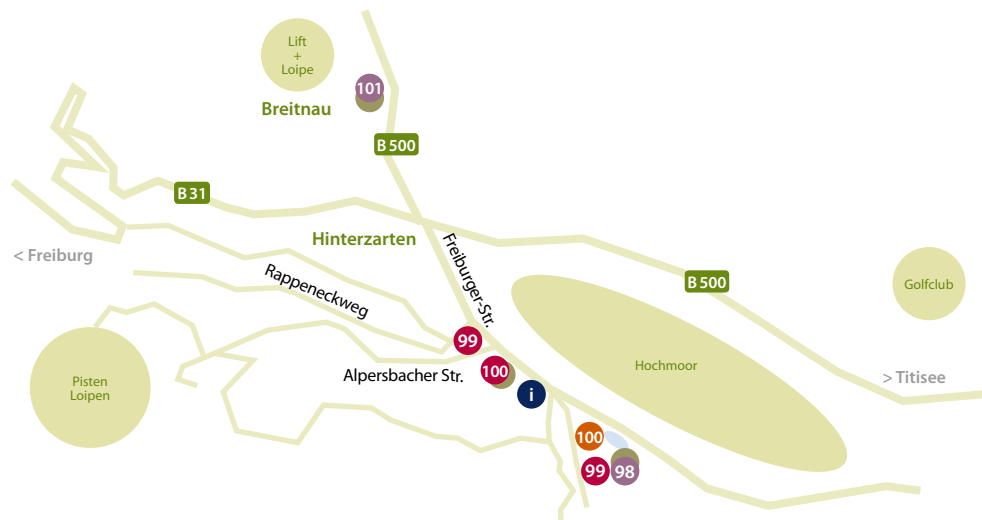 Lift
+
Loipe
101
Breitnau
B 500
B 31
Hinterzarten
Freiburger-Str.
< Freiburg
Rappeneckweg
B 500
Golfclub
99
100
Alpersbacher Str.
i
Hochmoor
> Titisee
Pisten
Loipen
100
99
98